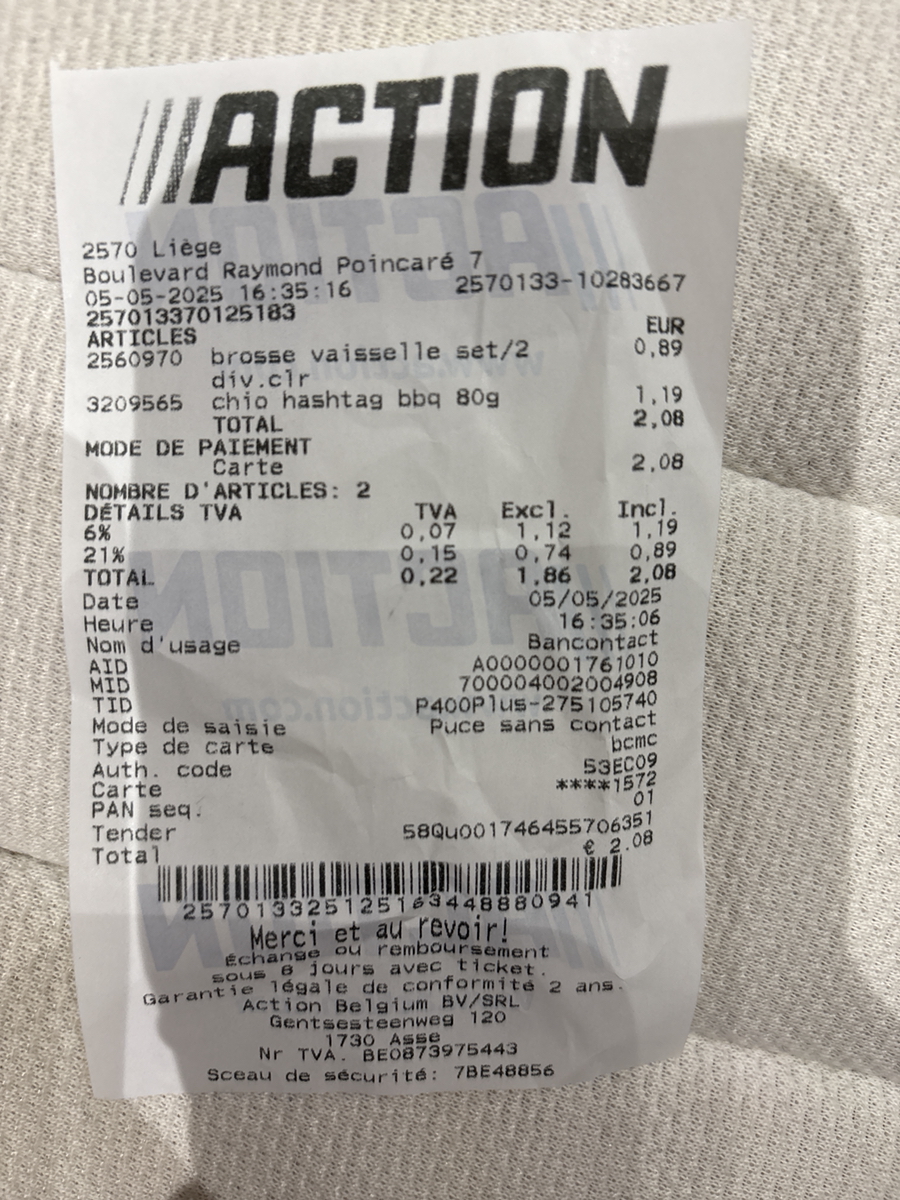 ///ACTION
2570 Liège
Boulevard Raymond Poincaré 7
05-05-2025 16:35:16 2570133-10283667
257013370125183
ARTICLES EUR
2560970 brosse vaisselle set/2 0,89
div.clr
3209565 chio hashtag bbq 80g 1,19
TOTAL 2,08
MODE DE PAIEMENT
Carte 2,08
NOMBRE D'ARTICLES: 2
DÉTAILS TVA TVA Excl. Incl.
6% 0,07 1,12 1,19
21% 0,15 0,74 0,89
TOTAL 0,22 1,86 2,08
Date 05/05/2025
Heure 16:35:06
Nom d'usage Bancontact
AID A0000001761010
MID 700004002004908
TID P400Plus-275105740
Mode de saisie Puce sans contact
Type de carte bcmc
Auth. code 53EC09
Carte ****1572
PAN seq. 01
Tender 58Qu001746455706351
Total € 2.08
257013325125163448880941
Merci et au revoir!
Échange ou remboursement
sous 8 jours avec ticket.
Garantie légale de conformité 2 ans.
Action Belgium BV/SRL
Gentsesteenweg 120
1730 Asse
Nr TVA. BE0873975443
Sceau de sécurité: 7BE48856